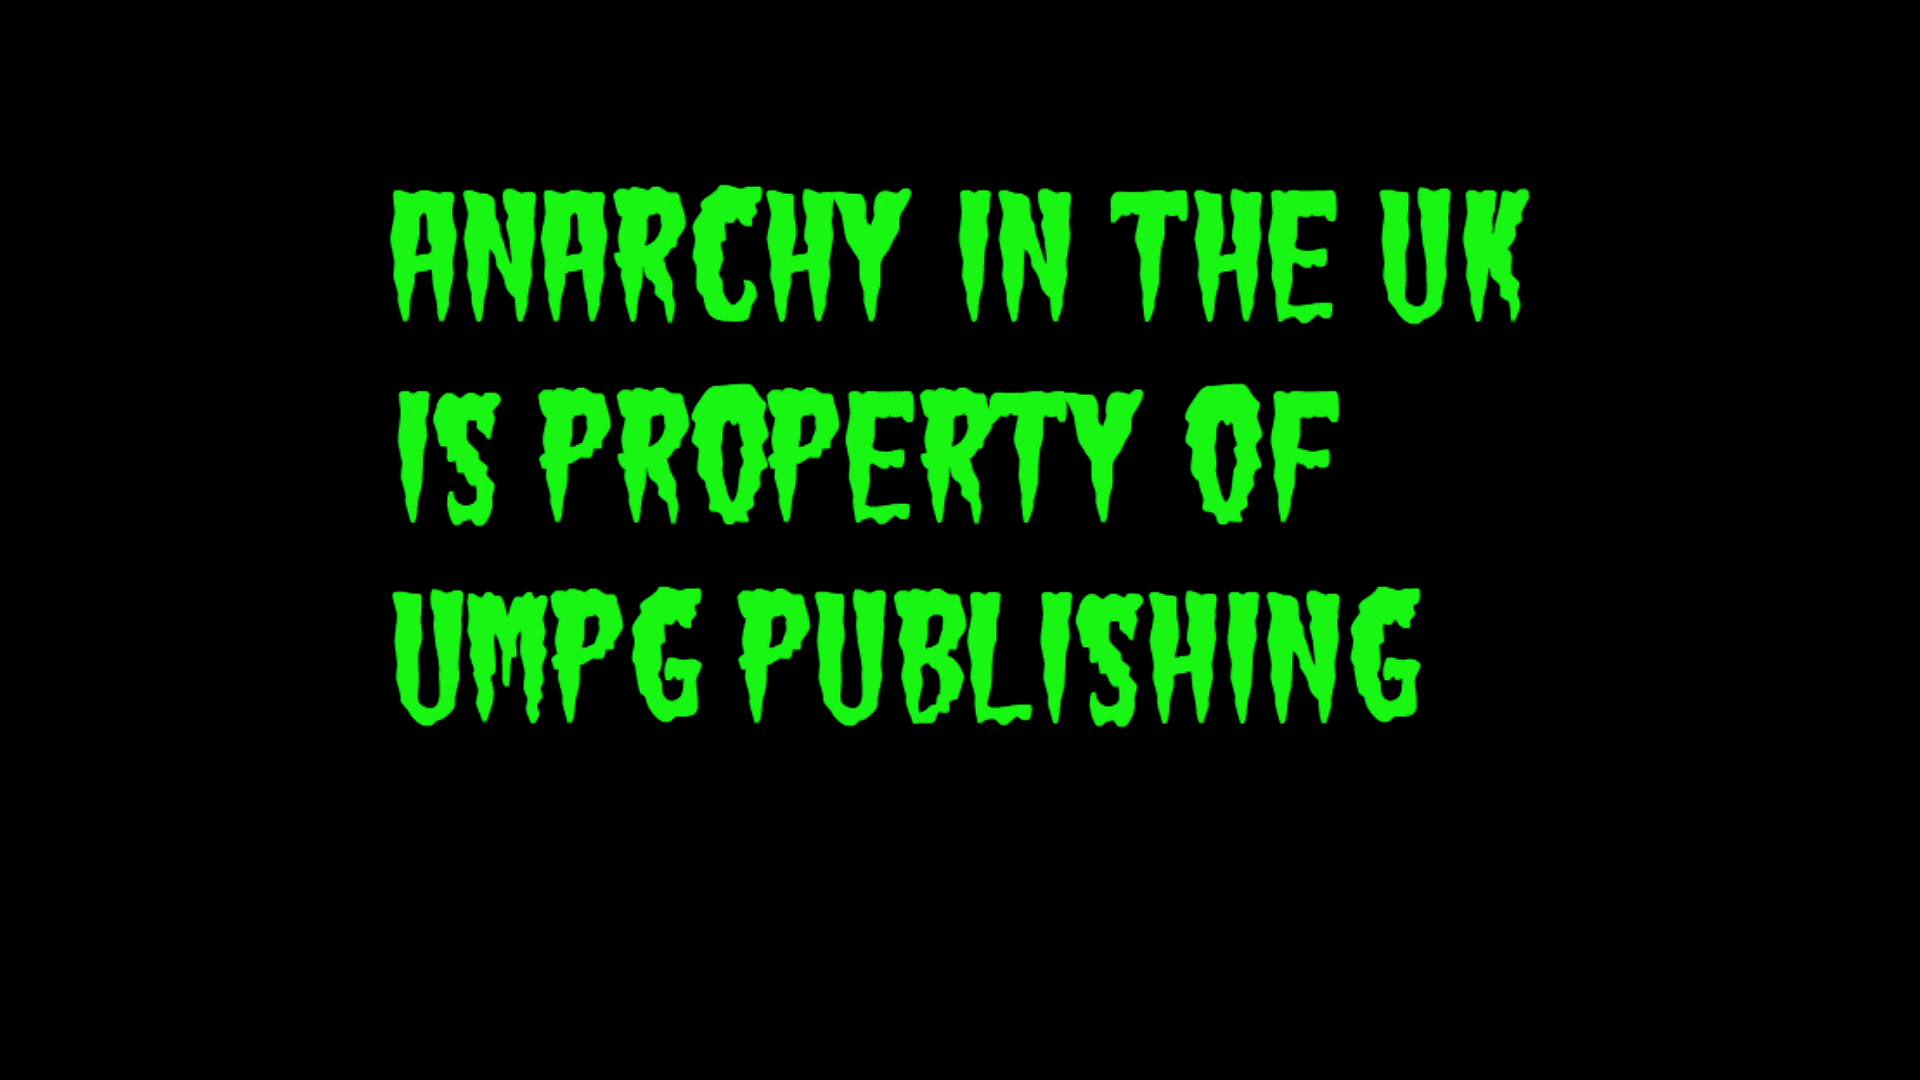 ANARCHY IN THE UK
IS PROPERTY OF
UMPG PUBLISHING